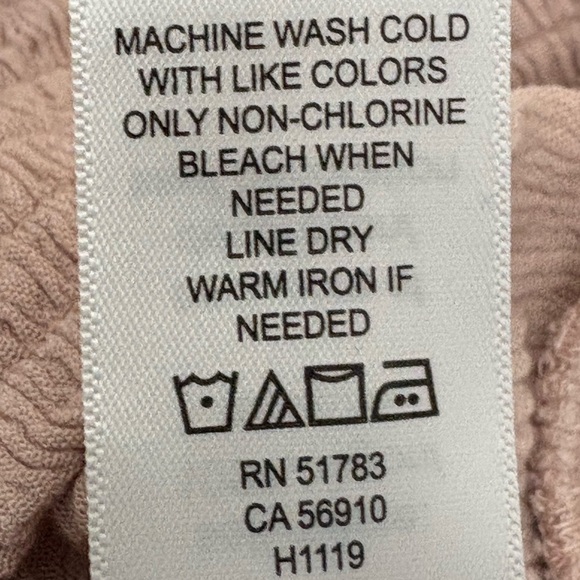 MACHINE WASH COLD
WITH LIKE COLORS
ONLY NON-CHLORINE
BLEACH WHEN
NEEDED
LINE DRY
WARM IRON IF
NEEDED
RN 51783
CA 56910
H1119